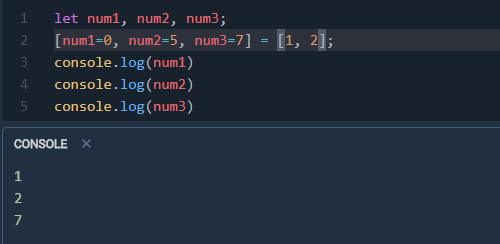 1 let num1, num2, num3;
2 [num1=0, num2=5, num3=7] = [1, 2];
3 console.log(num1)
4 console.log(num2)
5 console.log(num3)
CONSOLE ×
1
2
7